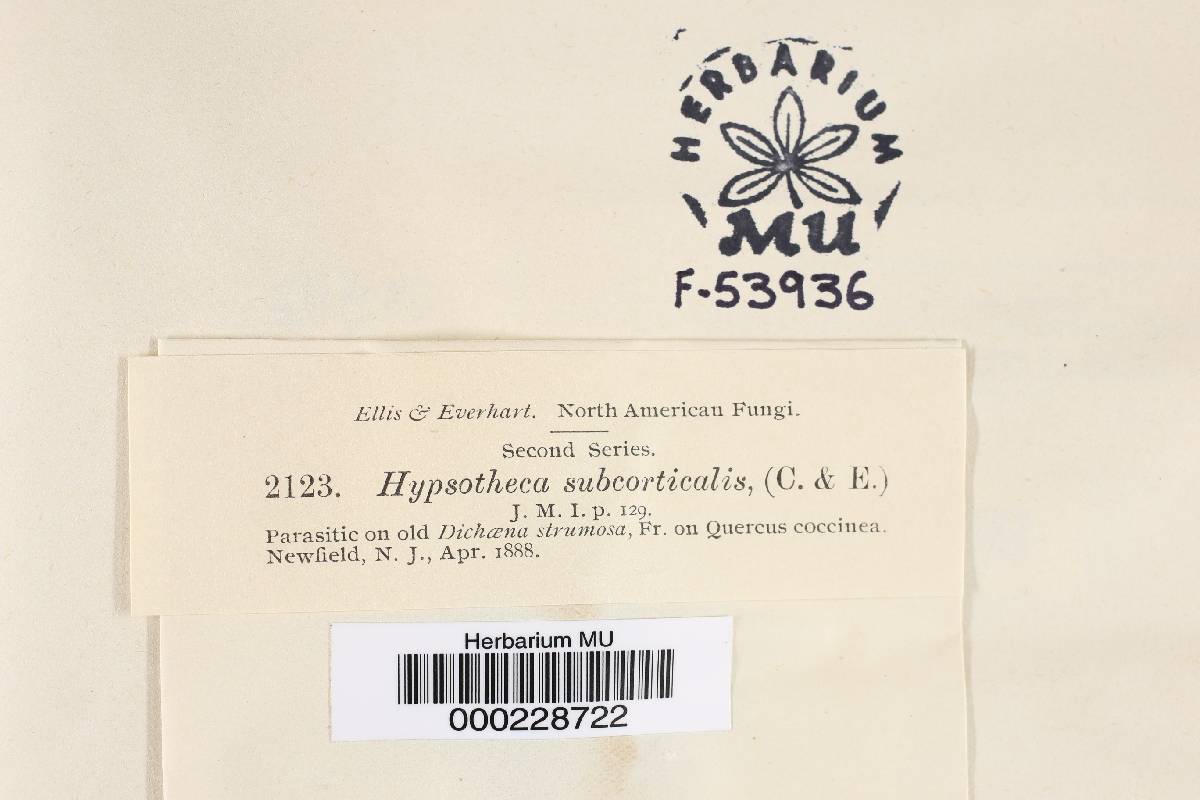 HERBARIUM
MU
F-53936
Ellis & Everhart. North American Fungi.
Second Series.
2123. Hypsotheca subcorticalis, (C. & E.)
J. M. I. p. 129.
Parasitic on old Dichæna strumosa, Fr. on Quercus coccinea.
Newfield, N. J., Apr. 1888.
Herbarium MU
000228722